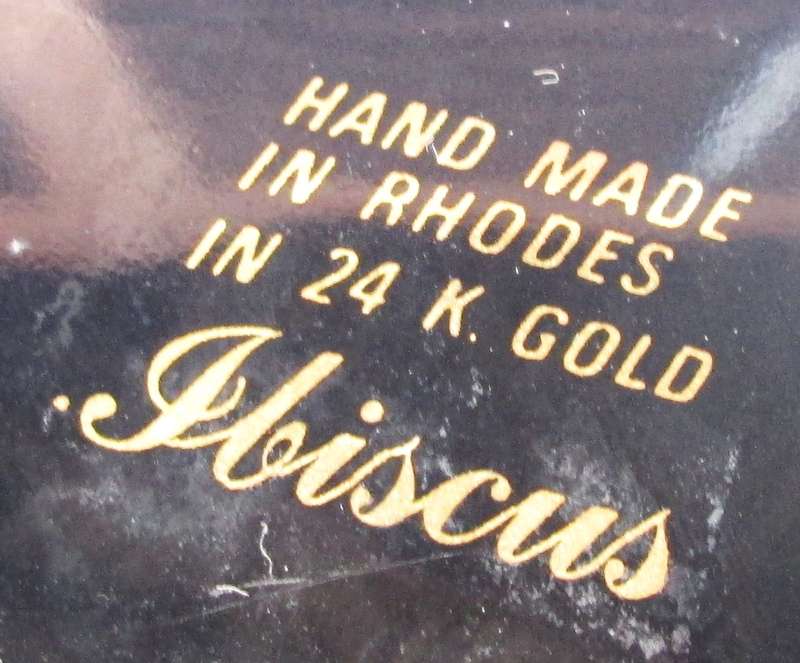 HAND MADE
IN RHODES
IN 24 K. GOLD
Ibiscus